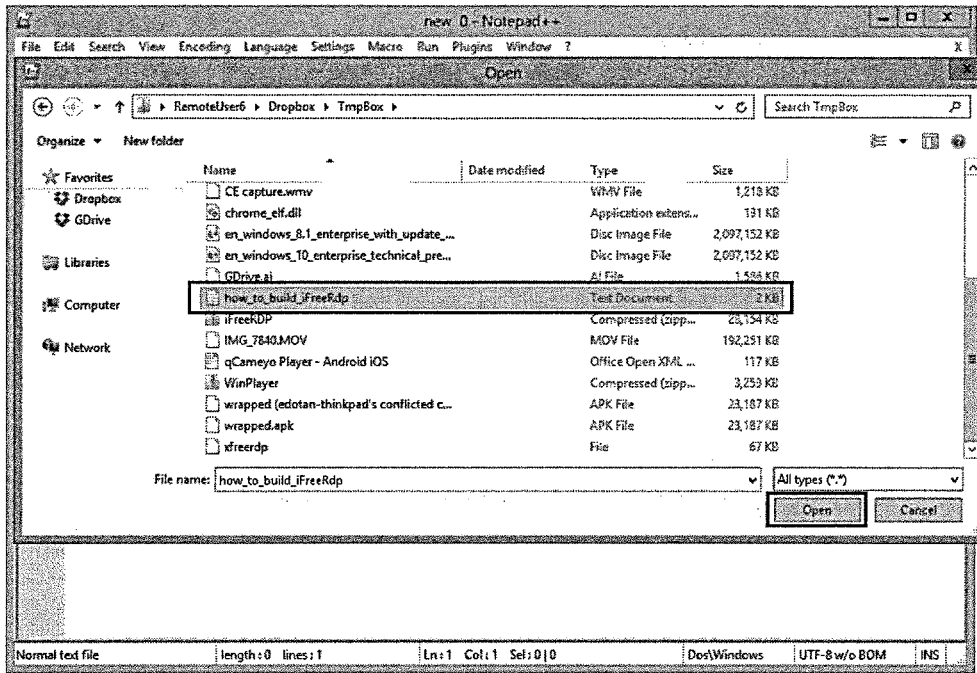 new 0 - Notepad++
File Edit Search View Encoding Language Settings Macro Run Plugins Window ? X
Open
RemoteUser6 Dropbox TmpBox Search TmpBox
Organize New folder
Name Date modified Type Size
Favorites
Dropbox
GDrive
Libraries
Computer
Network
CE capture.wmv WMV File 1,218 KB
chrome_elf.dll Application extens... 131 KB
en_windows_8.1_enterprise_with_update_... Disc Image File 2,097,152 KB
en_windows_10_enterprise_technical_pre... Disc Image File 2,097,152 KB
GDrive.ai AI File 1,586 KB
how_to_build_iFreeRdp Text Document 2 KB
iFreeRDP Compressed (zipp... 28,154 KB
IMG_7840.MOV MOV File 192,251 KB
qCameyo Player - Android iOS Office Open XML ... 117 KB
WinPlayer Compressed (zipp... 3,253 KB
wrapped (edotan-thinkpad's conflicted c... APK File 23,187 KB
wrapped.apk APK File 23,187 KB
xfreerdp File 67 KB
File name: how_to_build_iFreeRdp All types (*.*)
Open Cancel
Normal text file length : 0 lines : 1 Ln : 1 Col : 1 Sel : 0 | 0 Dos\Windows UTF-8 w/o BOM INS